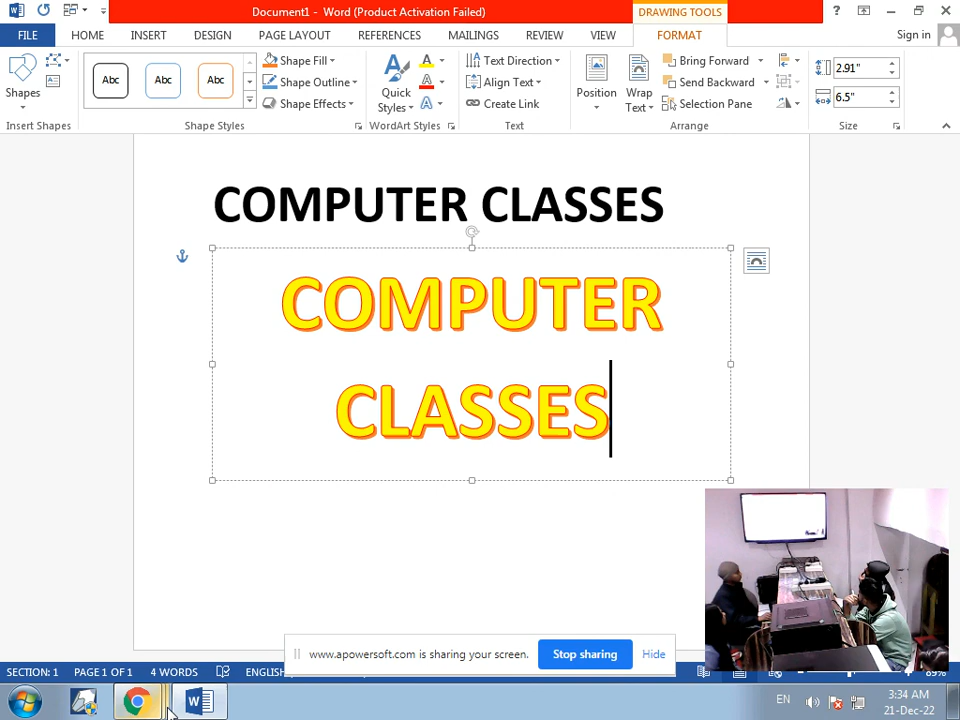 Document1 - Word (Product Activation Failed)
DRAWING TOOLS
?
FILE
HOME
INSERT
DESIGN
PAGE LAYOUT
REFERENCES
MAILINGS
REVIEW
VIEW
FORMAT
Sign in
Shapes
Abc
Abc
Abc
Shape Fill
Shape Outline
Shape Effects
Quick
Styles
A
A
A
Text Direction
Align Text
Create Link
Position
Wrap
Text
Bring Forward
Send Backward
Selection Pane
2.91"
6.5"
Insert Shapes
Shape Styles
WordArt Styles
Text
Arrange
Size
COMPUTER CLASSES
COMPUTER
CLASSES
www.apowersoft.com is sharing your screen.
Stop sharing
Hide
SECTION: 1
PAGE 1 OF 1
4 WORDS
89%
EN
3:34 AM
21-Dec-22